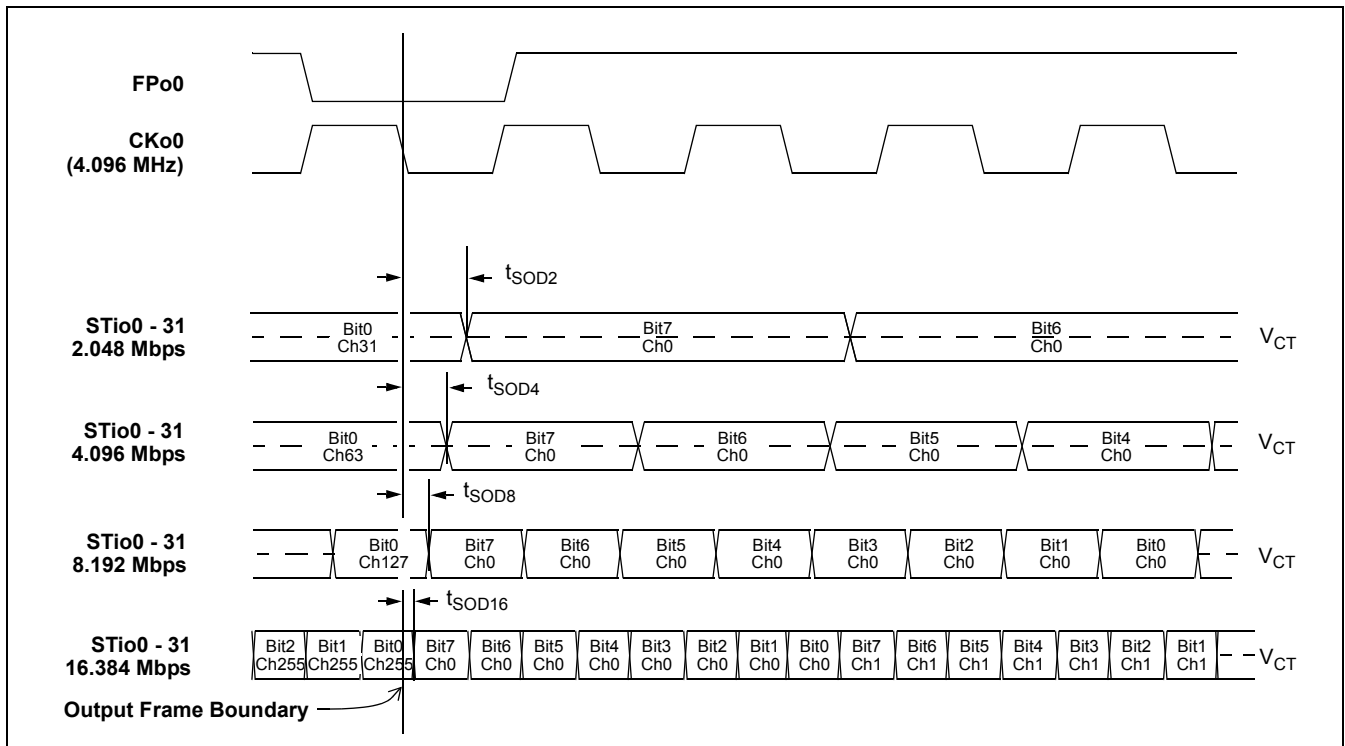 FPo0
CKo0
(4.096 MHz)
tSOD2
STio0 - 31
2.048 Mbps
Bit0
Ch31
Bit7
Ch0
Bit6
Ch0
VCT
tSOD4
STio0 - 31
4.096 Mbps
Bit0
Ch63
Bit7
Ch0
Bit6
Ch0
Bit5
Ch0
Bit4
Ch0
VCT
tSOD8
STio0 - 31
8.192 Mbps
Bit0
Ch127
Bit7
Ch0
Bit6
Ch0
Bit5
Ch0
Bit4
Ch0
Bit3
Ch0
Bit2
Ch0
Bit1
Ch0
Bit0
Ch0
VCT
tSOD16
STio0 - 31
16.384 Mbps
Bit2
Ch255
Bit1
Ch255
Bit0
Ch255
Bit7
Ch0
Bit6
Ch0
Bit5
Ch0
Bit4
Ch0
Bit3
Ch0
Bit2
Ch0
Bit1
Ch0
Bit0
Ch0
Bit7
Ch1
Bit6
Ch1
Bit5
Ch1
Bit4
Ch1
Bit3
Ch1
Bit2
Ch1
Bit1
Ch1
VCT
Output Frame Boundary